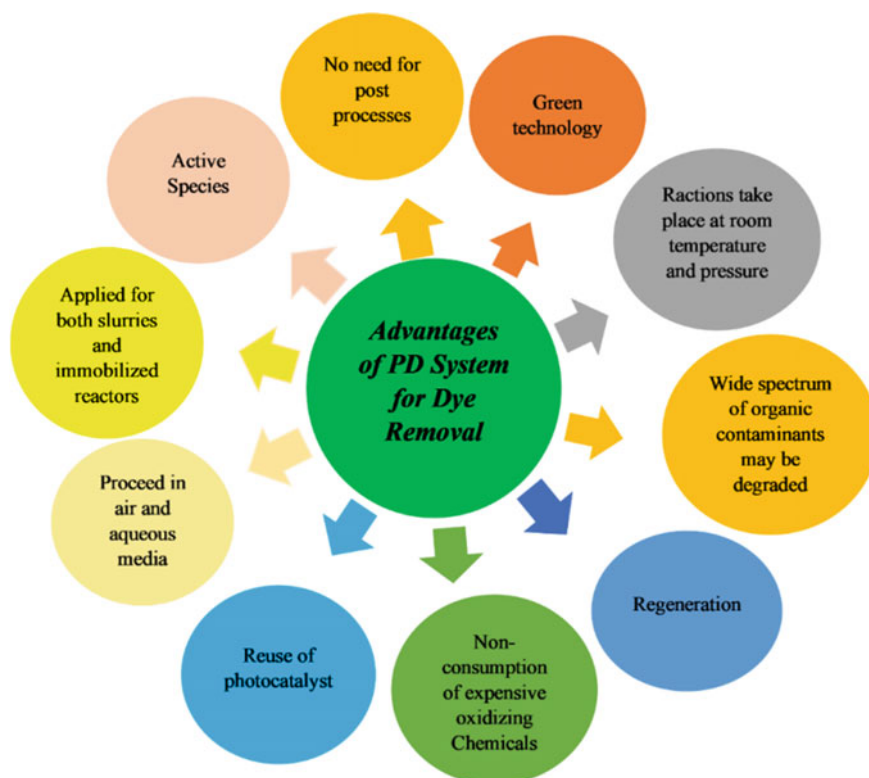 No need for
post
processes
Green
technology
Active
Species
Ractions take
place at room
temperature
and pressure
Applied for
both slurries
and
immobilized
reactors
Advantages
of PD System
for Dye
Removal
Wide spectrum
of organic
contaminants
may be
degraded
Proceed in
air and
aqueous
media
Regeneration
Reuse of
photocatalyst
Non-
consumption
of expensive
oxidizing
Chemicals